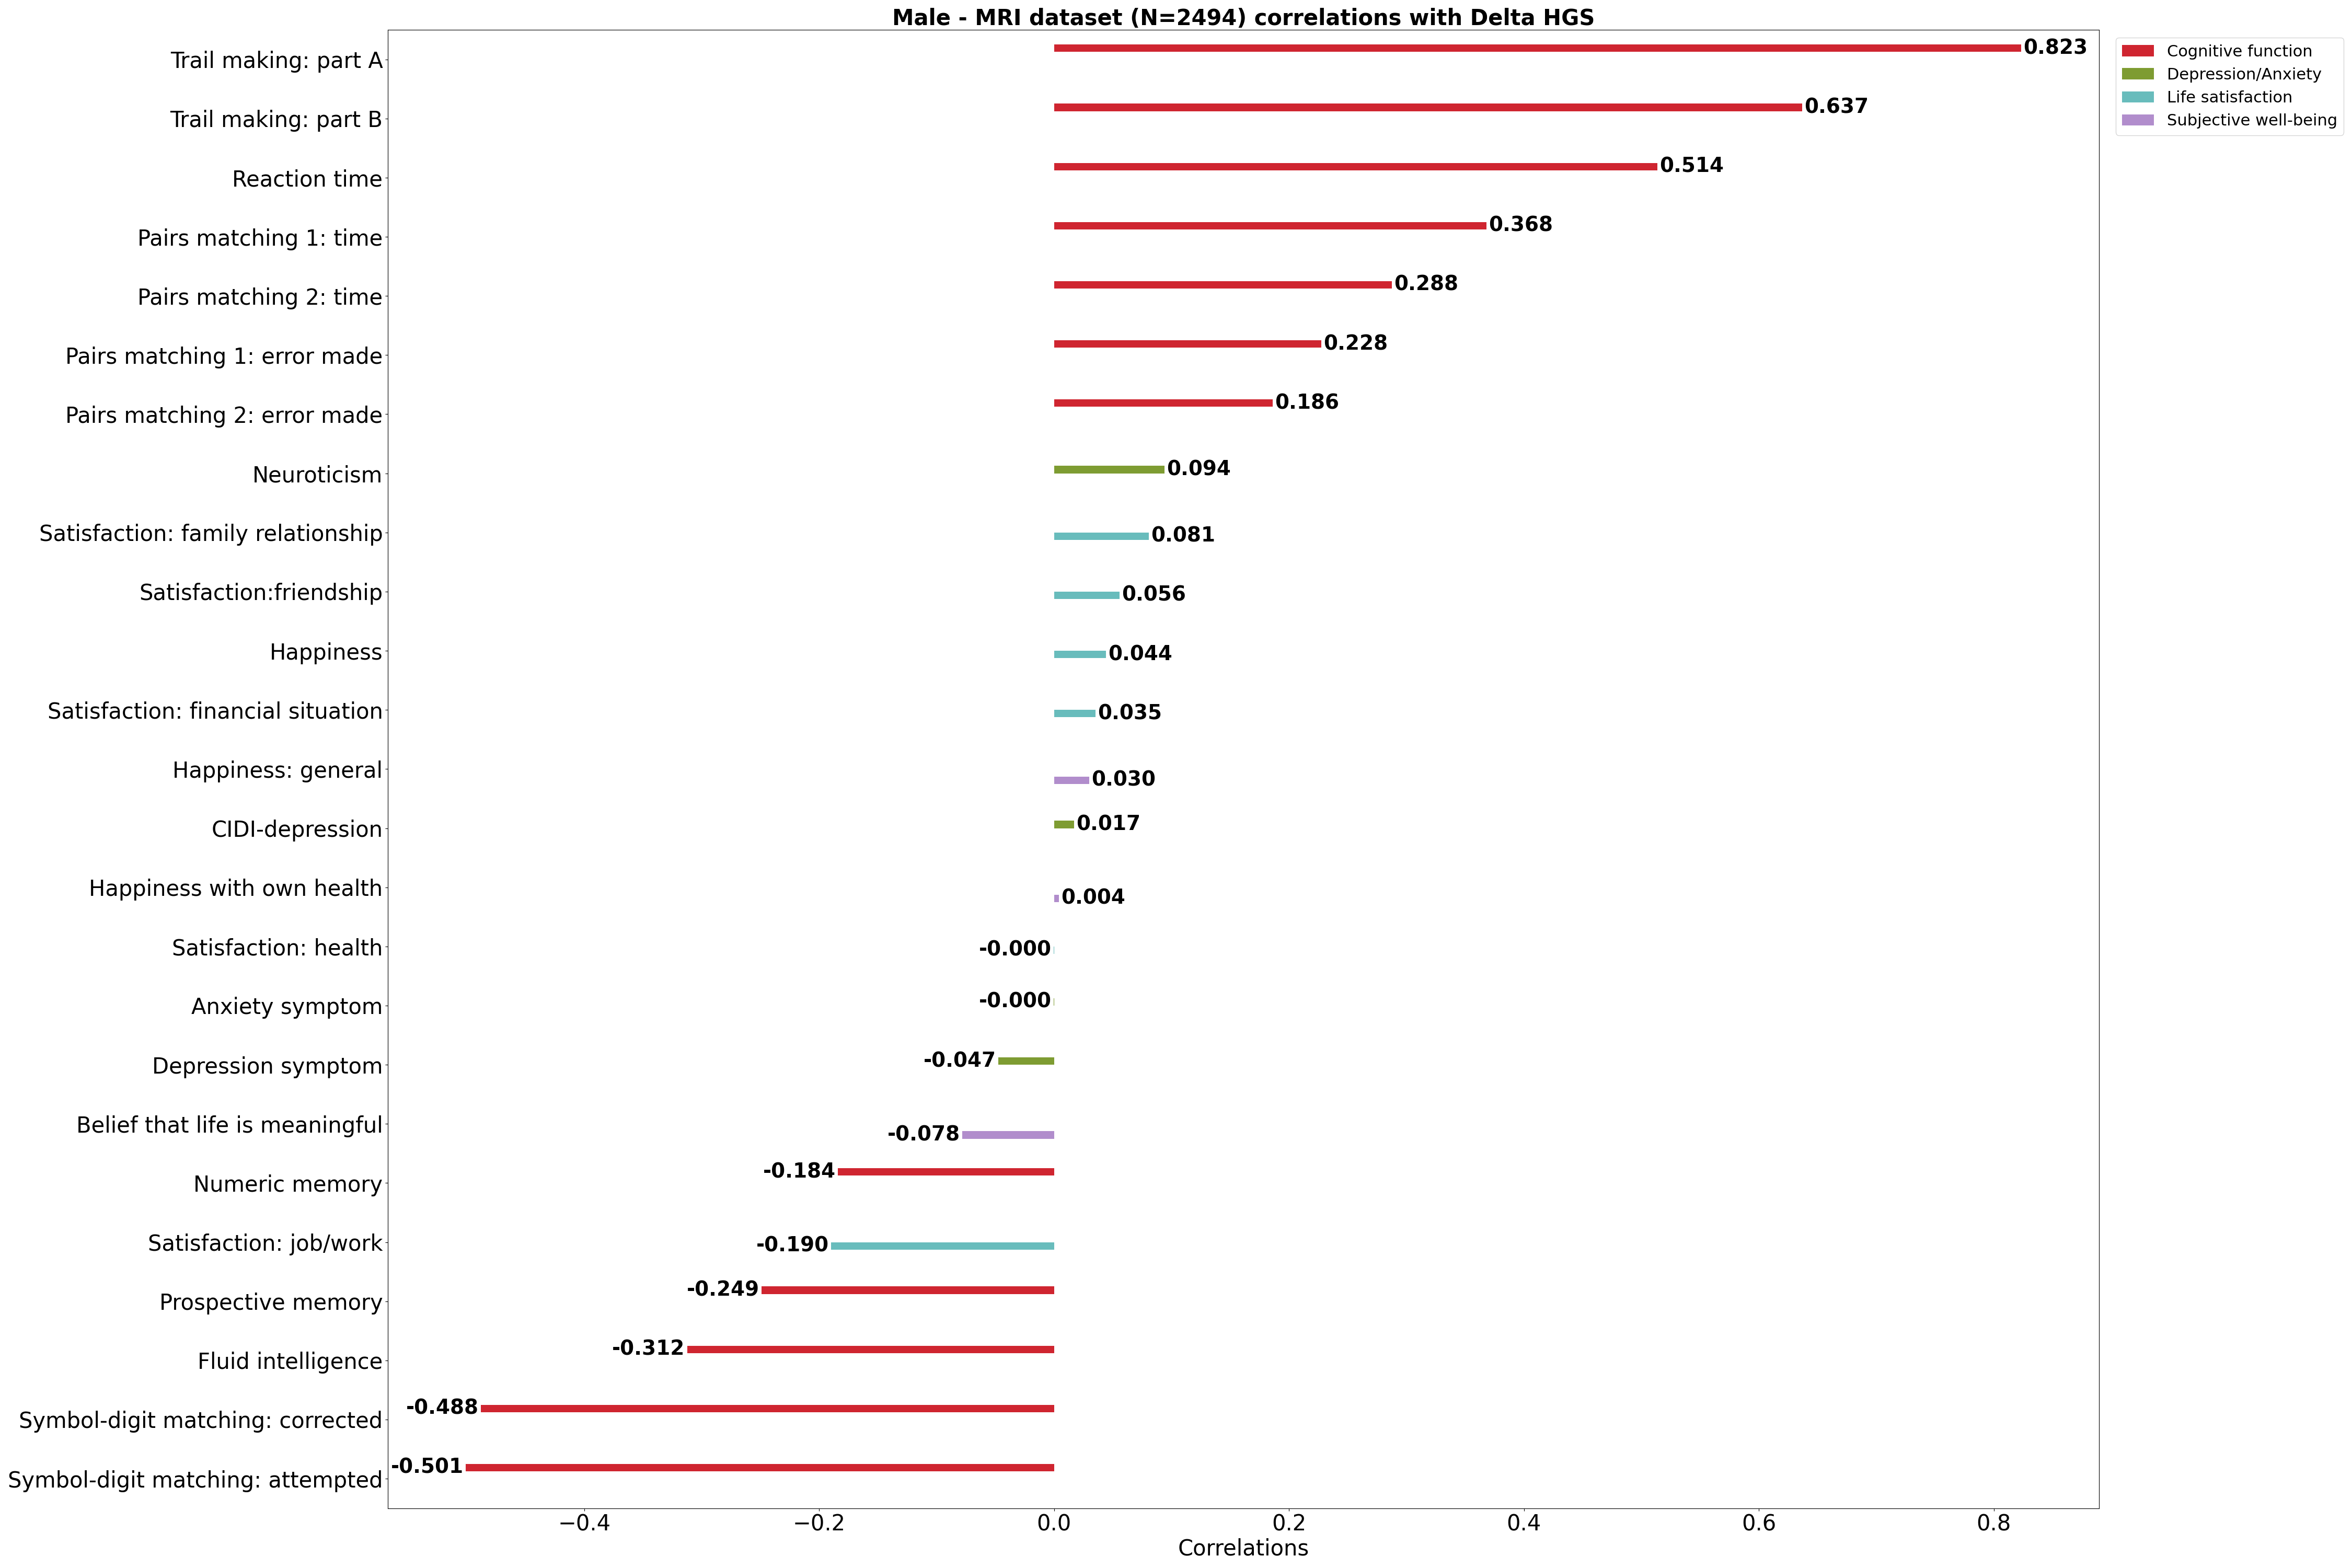 Male - MRI dataset (N=2494) correlations with Delta HGS
Trail making: part A 0.823
Trail making: part B 0.637
Reaction time 0.514
Pairs matching 1: time 0.368
Pairs matching 2: time 0.288
Pairs matching 1: error made 0.228
Pairs matching 2: error made 0.186
Neuroticism 0.094
Satisfaction: family relationship 0.081
Satisfaction:friendship 0.056
Happiness 0.044
Satisfaction: financial situation 0.035
Happiness: general 0.030
CIDI-depression 0.017
Happiness with own health 0.004
Satisfaction: health -0.000
Anxiety symptom -0.000
Depression symptom -0.047
Belief that life is meaningful -0.078
Numeric memory -0.184
Satisfaction: job/work -0.190
Prospective memory -0.249
Fluid intelligence -0.312
Symbol-digit matching: corrected -0.488
Symbol-digit matching: attempted -0.501
−0.4 −0.2 0.0 0.2 0.4 0.6 0.8
Correlations
Cognitive function
Depression/Anxiety
Life satisfaction
Subjective well-being